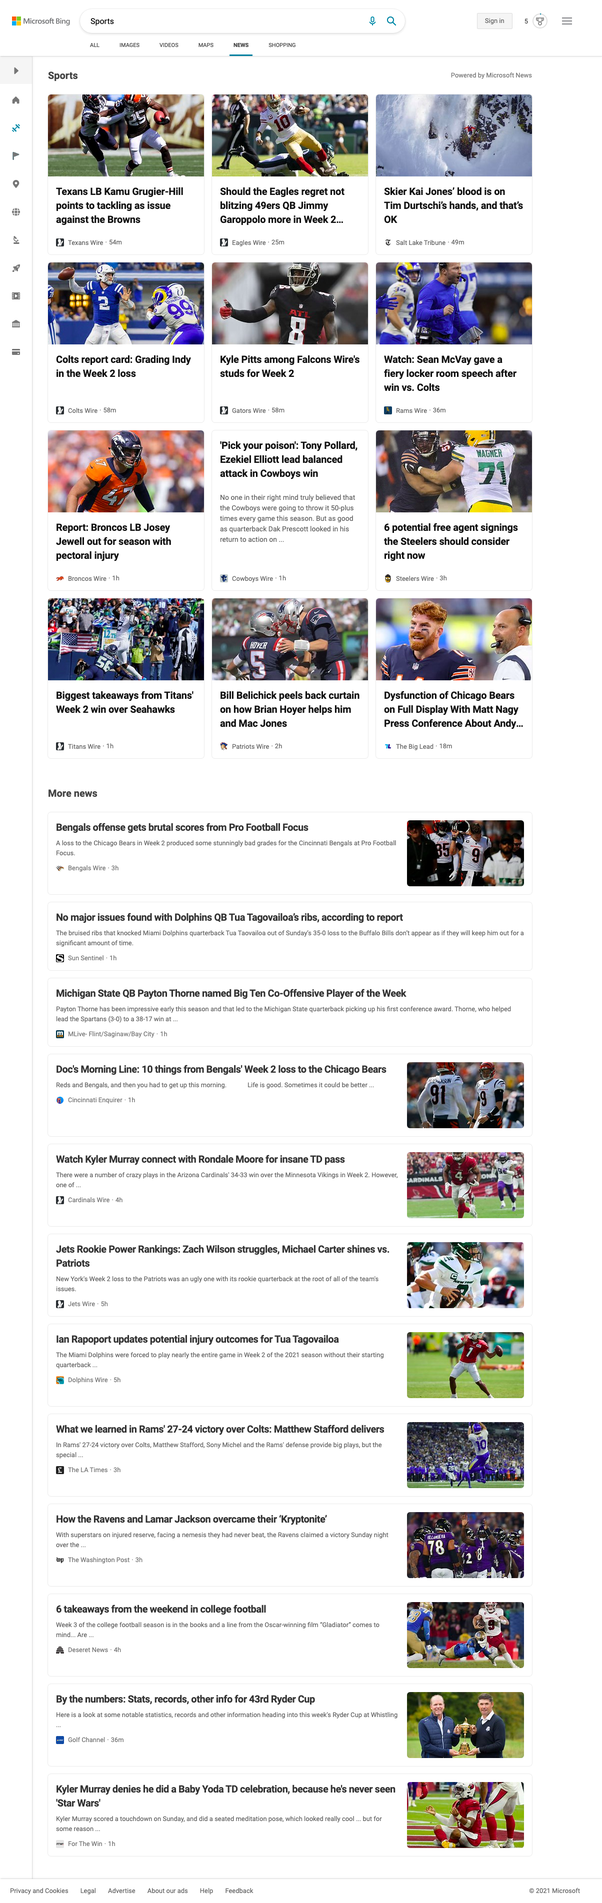 Microsoft Bing
Sports
Sign in
5
ALL
IMAGES
VIDEOS
MAPS
NEWS
SHOPPING
Sports
Powered by Microsoft News
Texans LB Kamu Grugier-Hill
points to tackling as issue
against the Browns
Texans Wire · 54m
Should the Eagles regret not
blitzing 49ers QB Jimmy
Garoppolo more in Week 2...
Eagles Wire · 25m
Skier Kai Jones' blood is on
Tim Durtschi's hands, and that's
OK
Salt Lake Tribune · 49m
Colts report card: Grading Indy
in the Week 2 loss
Colts Wire · 58m
Kyle Pitts among Falcons Wire's
studs for Week 2
Gators Wire · 58m
Watch: Sean McVay gave a
fiery locker room speech after
win vs. Colts
Rams Wire · 36m
Report: Broncos LB Josey
Jewell out for season with
pectoral injury
Broncos Wire · 1h
'Pick your poison': Tony Pollard,
Ezekiel Elliott lead balanced
attack in Cowboys win
No one in their right mind truly believed that
the Cowboys were going to throw it 50-plus
times every game this season. But as good
as quarterback Dak Prescott looked in his
return to action on ...
Cowboys Wire · 1h
WAGNER
71
6 potential free agent signings
the Steelers should consider
right now
Steelers Wire · 3h
Biggest takeaways from Titans'
Week 2 win over Seahawks
Titans Wire · 1h
HOYER
5
Bill Belichick peels back curtain
on how Brian Hoyer helps him
and Mac Jones
Patriots Wire · 2h
Dysfunction of Chicago Bears
on Full Display With Matt Nagy
Press Conference About Andy...
The Big Lead · 18m
More news
Bengals offense gets brutal scores from Pro Football Focus
A loss to the Chicago Bears in Week 2 produced some stunningly bad grades for the Cincinnati Bengals at Pro Football
Focus.
Bengals Wire · 3h
No major issues found with Dolphins QB Tua Tagovailoa's ribs, according to report
The bruised ribs that knocked Miami Dolphins quarterback Tua Taovailoa out of Sunday's 35-0 loss to the Buffalo Bills don't appear as if they will keep him out for a
significant amount of time.
Sun Sentinel · 1h
Michigan State QB Payton Thorne named Big Ten Co-Offensive Player of the Week
Payton Thorne has been impressive early this season and that led to the Michigan State quarterback picking up his first conference award. Thorne, who helped
lead the Spartans (3-0) to a 38-17 win at ...
MLive- Flint/Saginaw/Bay City · 1h
Doc's Morning Line: 10 things from Bengals' Week 2 loss to the Chicago Bears
Reds and Bengals, and then you had to get up this morning. Life is good. Sometimes it could be better ...
Cincinnati Enquirer · 1h
Watch Kyler Murray connect with Rondale Moore for insane TD pass
There were a number of crazy plays in the Arizona Cardinals' 34-33 win over the Minnesota Vikings in Week 2. However,
one of ...
Cardinals Wire · 4h
Jets Rookie Power Rankings: Zach Wilson struggles, Michael Carter shines vs.
Patriots
New York's Week 2 loss to the Patriots was an ugly one with its rookie quarterback at the root of all of the team's
issues.
Jets Wire · 5h
Ian Rapoport updates potential injury outcomes for Tua Tagovailoa
The Miami Dolphins were forced to play nearly the entire game in Week 2 of the 2021 season without their starting
quarterback ...
Dolphins Wire · 5h
What we learned in Rams' 27-24 victory over Colts: Matthew Stafford delivers
In Rams' 27-24 victory over Colts, Matthew Stafford, Sony Michel and the Rams' defense provide big plays, but the
special ...
The LA Times · 3h
How the Ravens and Lamar Jackson overcame their 'Kryptonite'
With superstars on injured reserve, facing a nemesis they had never beat, the Ravens claimed a victory Sunday night
over the ...
The Washington Post · 3h
6 takeaways from the weekend in college football
Week 3 of the college football season is in the books and a line from the Oscar-winning film "Gladiator" comes to
mind... Are ...
Deseret News · 4h
By the numbers: Stats, records, other info for 43rd Ryder Cup
Here is a look at some notable statistics, records and other information heading into this week's Ryder Cup at Whistling
...
Golf Channel · 36m
Kyler Murray denies he did a Baby Yoda TD celebration, because he's never seen
'Star Wars'
Kyler Murray scored a touchdown on Sunday, and did a seated meditation pose, which looked really cool ... but for
some reason ...
For The Win · 1h
Privacy and Cookies
Legal
Advertise
About our ads
Help
Feedback
© 2021 Microsoft